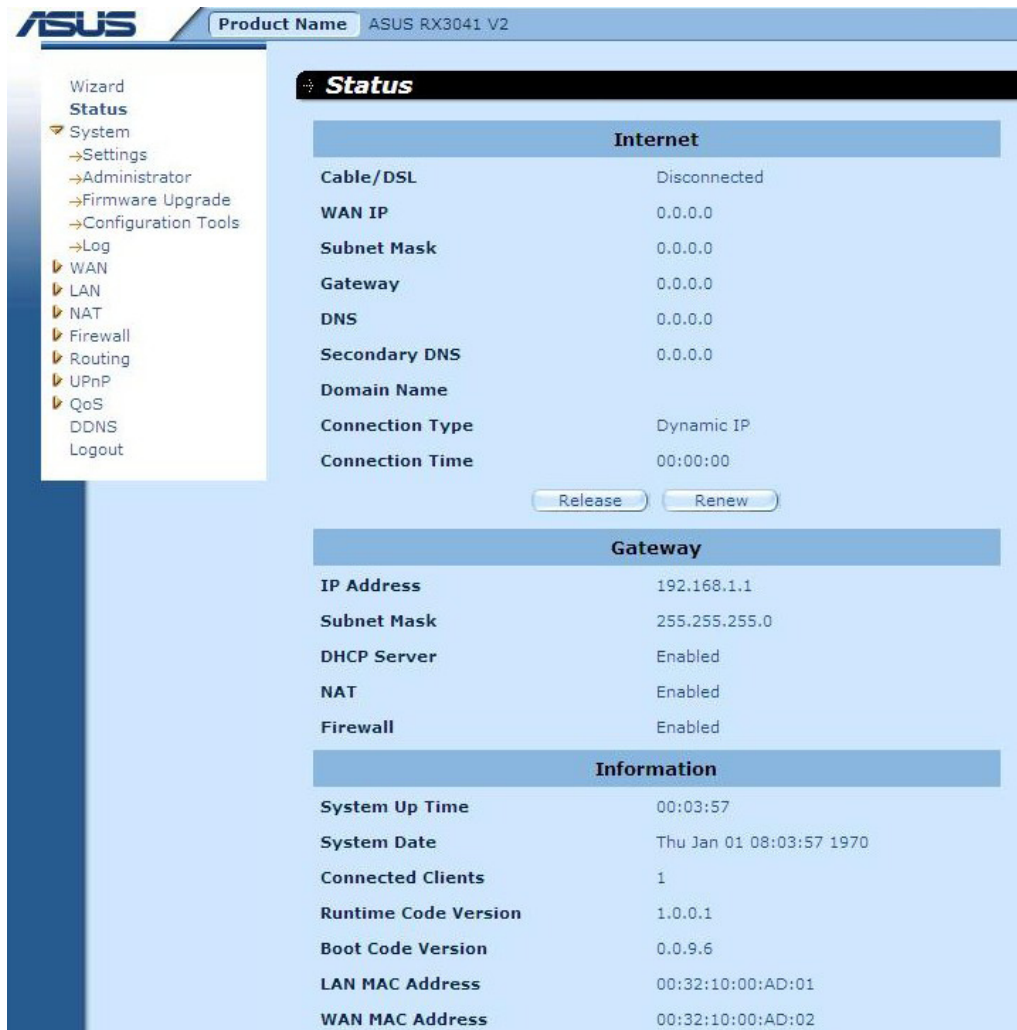 ASUS
Product Name ASUS RX3041 V2
Wizard
Status
System
→Settings
→Administrator
→Firmware Upgrade
→Configuration Tools
→Log
WAN
LAN
NAT
Firewall
Routing
UPnP
QoS
DDNS
Logout
Status
Internet
Cable/DSL Disconnected
WAN IP 0.0.0.0
Subnet Mask 0.0.0.0
Gateway 0.0.0.0
DNS 0.0.0.0
Secondary DNS 0.0.0.0
Domain Name
Connection Type Dynamic IP
Connection Time 00:00:00
Release Renew
Gateway
IP Address 192.168.1.1
Subnet Mask 255.255.255.0
DHCP Server Enabled
NAT Enabled
Firewall Enabled
Information
System Up Time 00:03:57
System Date Thu Jan 01 08:03:57 1970
Connected Clients 1
Runtime Code Version 1.0.0.1
Boot Code Version 0.0.9.6
LAN MAC Address 00:32:10:00:AD:01
WAN MAC Address 00:32:10:00:AD:02